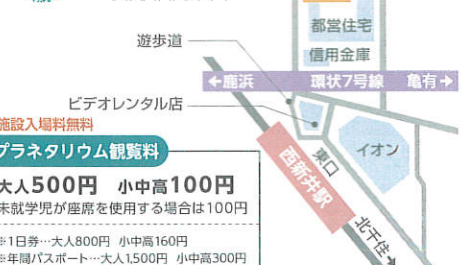 都営住宅
遊歩道
信用金庫
←鹿浜 環状7号線 亀有→
ビデオレンタル店
施設入場料無料
イオン
東口
西新井駅
北千住
プラネタリウム観覧料
大人500円 小中高100円
未就学児が座席を使用する場合は100円
※1日券…大人800円 小中高160円
※年間パスポート…大人1,500円 小中高300円